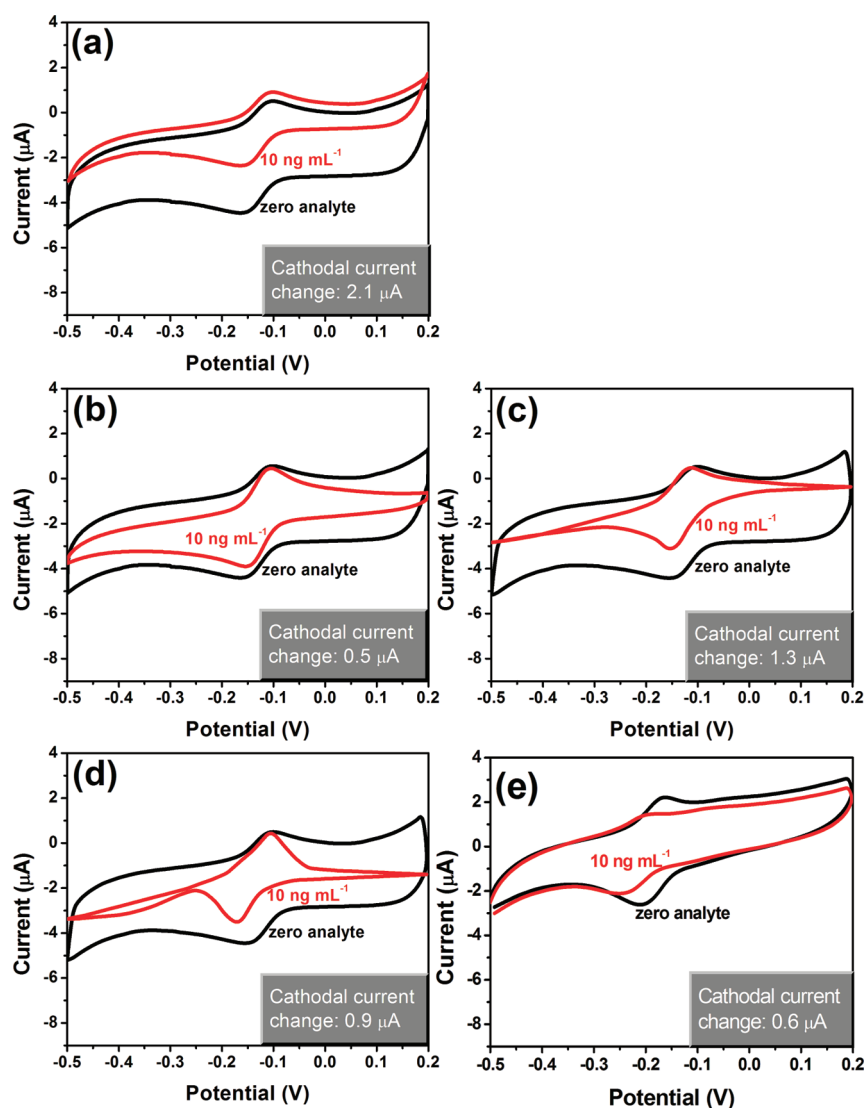 (a)
4
2
0
-2
-4
-6
-8
Current (μA)
10 ng mL-1
zero analyte
Cathodal current
change: 2.1 μA
-0.5 -0.4 -0.3 -0.2 -0.1 0.0 0.1 0.2
Potential (V)
(b)
4
2
0
-2
-4
-6
-8
Current (μA)
10 ng mL-1
zero analyte
Cathodal current
change: 0.5 μA
-0.5 -0.4 -0.3 -0.2 -0.1 0.0 0.1 0.2
Potential (V)
(c)
4
2
0
-2
-4
-6
-8
Current (μA)
10 ng mL-1
zero analyte
Cathodal current
change: 1.3 μA
-0.5 -0.4 -0.3 -0.2 -0.1 0.0 0.1 0.2
Potential (V)
(d)
4
2
0
-2
-4
-6
-8
Current (μA)
10 ng mL-1
zero analyte
Cathodal current
change: 0.9 μA
-0.5 -0.4 -0.3 -0.2 -0.1 0.0 0.1 0.2
Potential (V)
(e)
4
2
0
-2
-4
-6
-8
Current (μA)
10 ng mL-1
zero analyte
Cathodal current
change: 0.6 μA
-0.5 -0.4 -0.3 -0.2 -0.1 0.0 0.1 0.2
Potential (V)